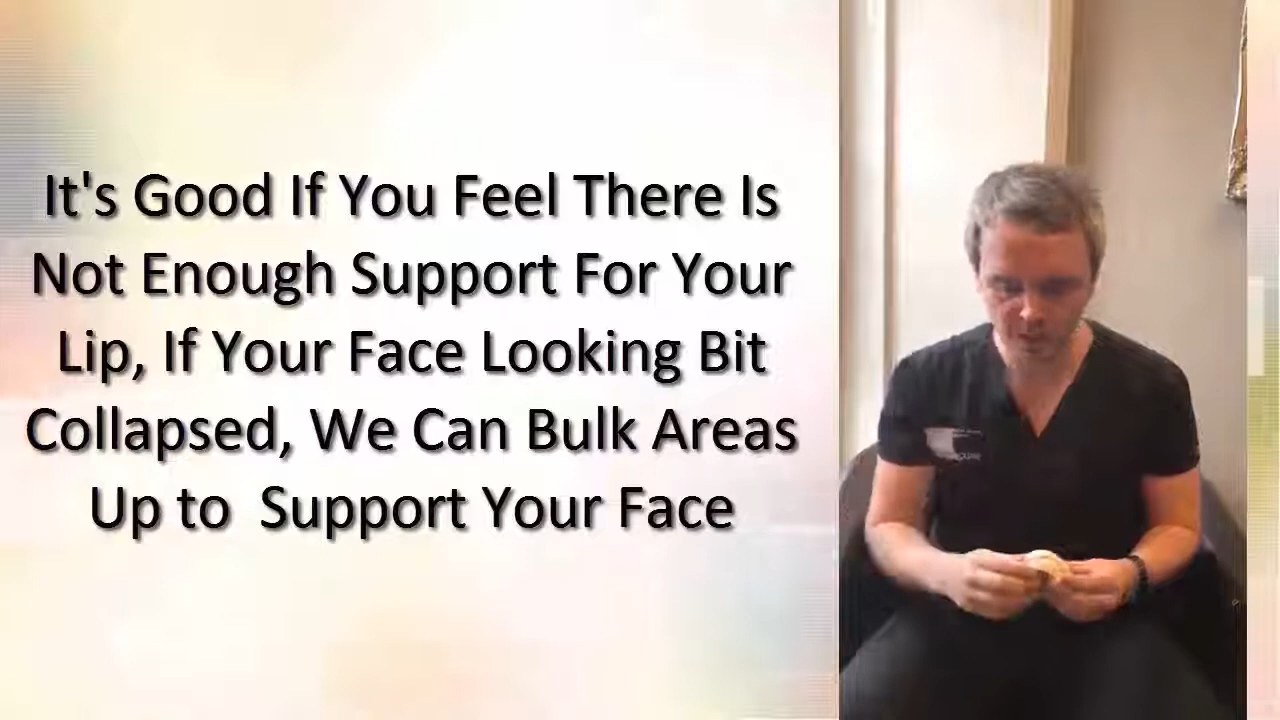 It's Good If You Feel There Is
Not Enough Support For Your
Lip, If Your Face Looking Bit
Collapsed, We Can Bulk Areas
Up to  Support Your Face